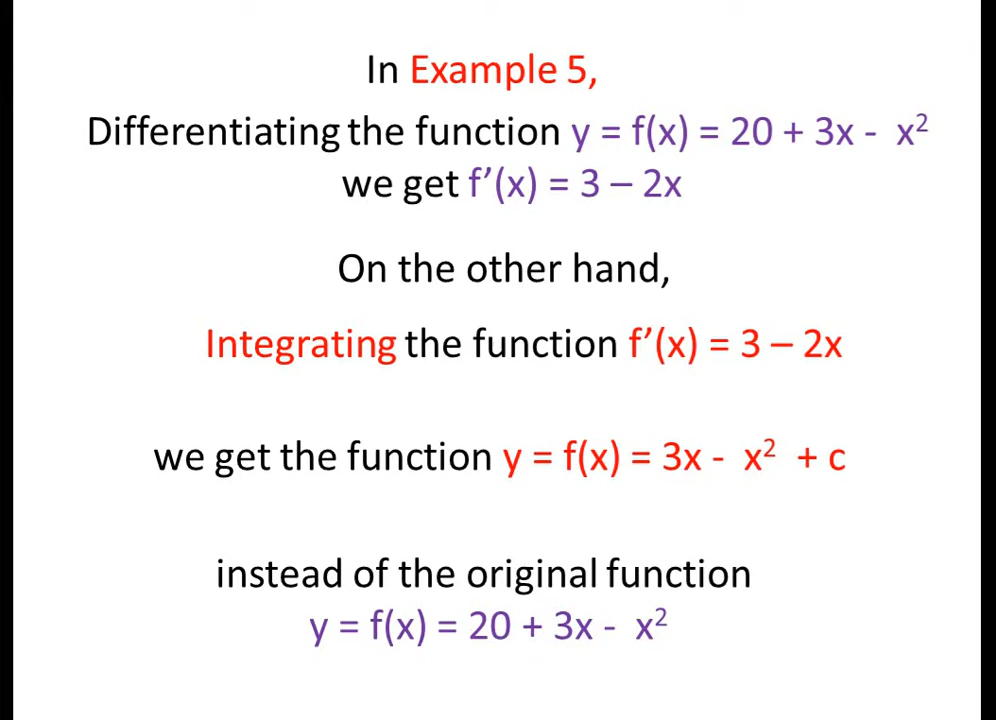 In Example 5,
Differentiating the function y = f(x) = 20 + 3x - x²
we get f’(x) = 3 – 2x
On the other hand,
Integrating the function f’(x) = 3 – 2x
we get the function y = f(x) = 3x - x² + c
instead of the original function
y = f(x) = 20 + 3x - x²